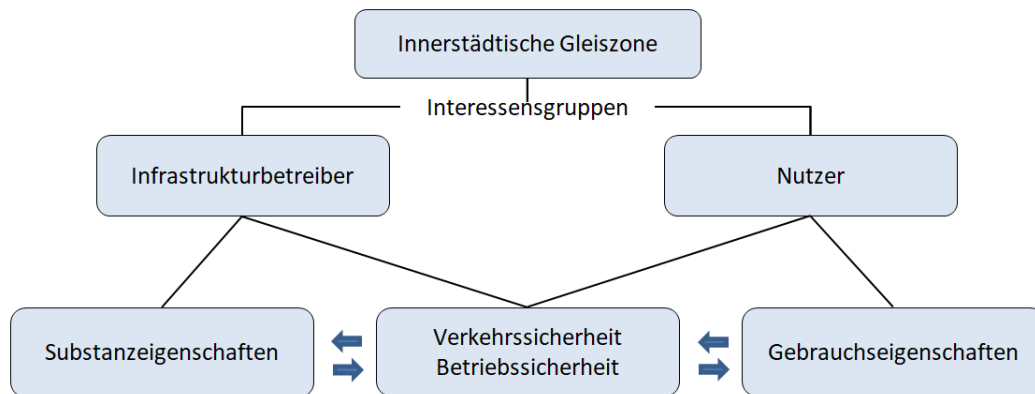 Innerstädtische Gleiszone
Interessensgruppen
Infrastrukturbetreiber
Nutzer
Substanzeigenschaften
Verkehrssicherheit
Betriebssicherheit
Gebrauchseigenschaften